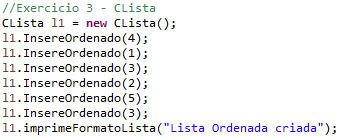 //Exercicio 3 - CLista
CLista l1 = new CLista();
l1.InsereOrdenado(4);
l1.InsereOrdenado(1);
l1.InsereOrdenado(3);
l1.InsereOrdenado(2);
l1.InsereOrdenado(5);
l1.InsereOrdenado(3);
l1.imprimeFormatoLista("Lista Ordenada criada");